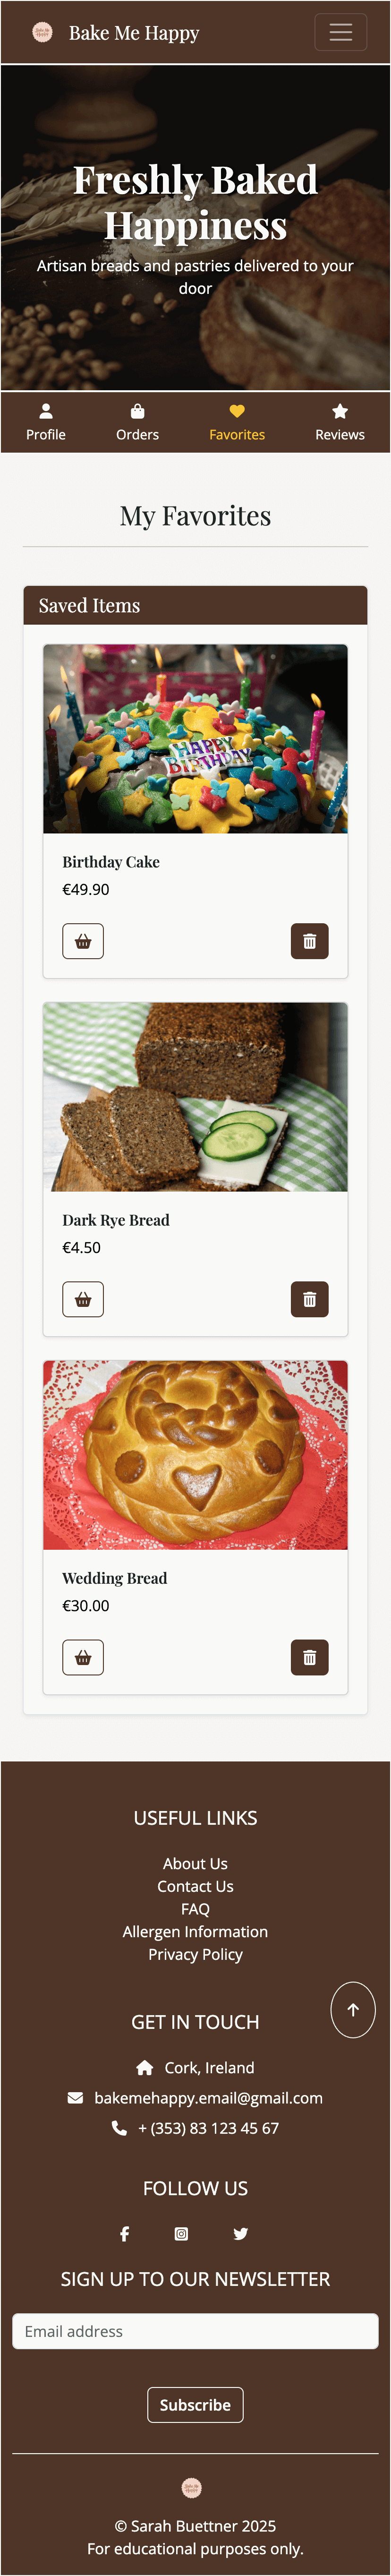 Bake Me Happy
Freshly Baked
Happiness
Artisan breads and pastries delivered to your
door
Profile
Orders
Favorites
Reviews
My Favorites
Saved Items
HAPPY
BIRTHDAY
Birthday Cake
€49.90
Dark Rye Bread
€4.50
Wedding Bread
€30.00
USEFUL LINKS
About Us
Contact Us
FAQ
Allergen Information
Privacy Policy
GET IN TOUCH
Cork, Ireland
bakemehappy.email@gmail.com
+ (353) 83 123 45 67
FOLLOW US
SIGN UP TO OUR NEWSLETTER
Email address
Subscribe
© Sarah Buettner 2025
For educational purposes only.